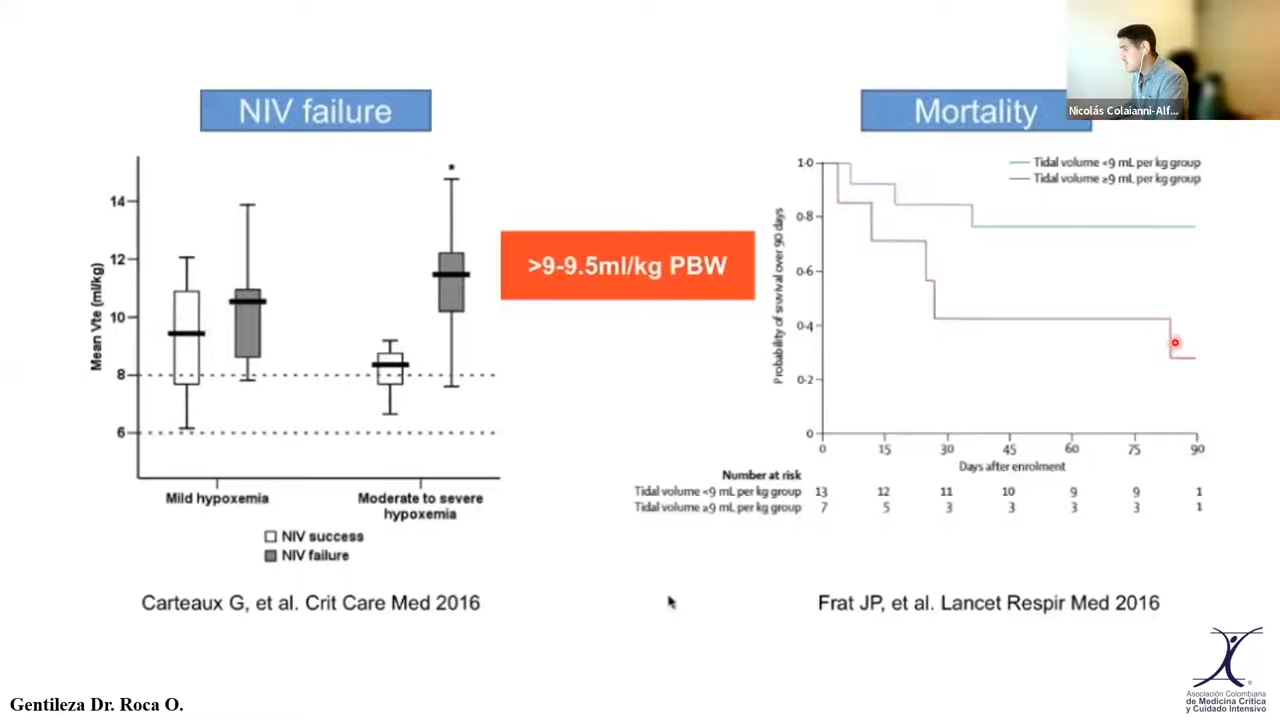 Nicolás Colaianni-Alf...
NIV failure
Mean Vte (ml/kg)
14
12
10
8
6
*
Mild hypoxemia
Moderate to severe
hypoxemia
NIV success
NIV failure
Carteaux G, et al. Crit Care Med 2016
>9-9.5ml/kg PBW
Mortality
Tidal volume <9 mL per kg group
Tidal volume ≥9 mL per kg group
Probability of sruvival over 90 days
1·0
0·8
0·6
0·4
0·2
0
0 15 30 45 60 75 90
Days after enrolment
Number at risk
Tidal volume <9 mL per kg group 13 12 11 10 9 9 1
Tidal volume ≥9 mL per kg group 7 5 3 3 3 3 1
Frat JP, et al. Lancet Respir Med 2016
Gentileza Dr. Roca O.
®
Asociación Colombiana
de Medicina Crítica
y Cuidado Intensivo